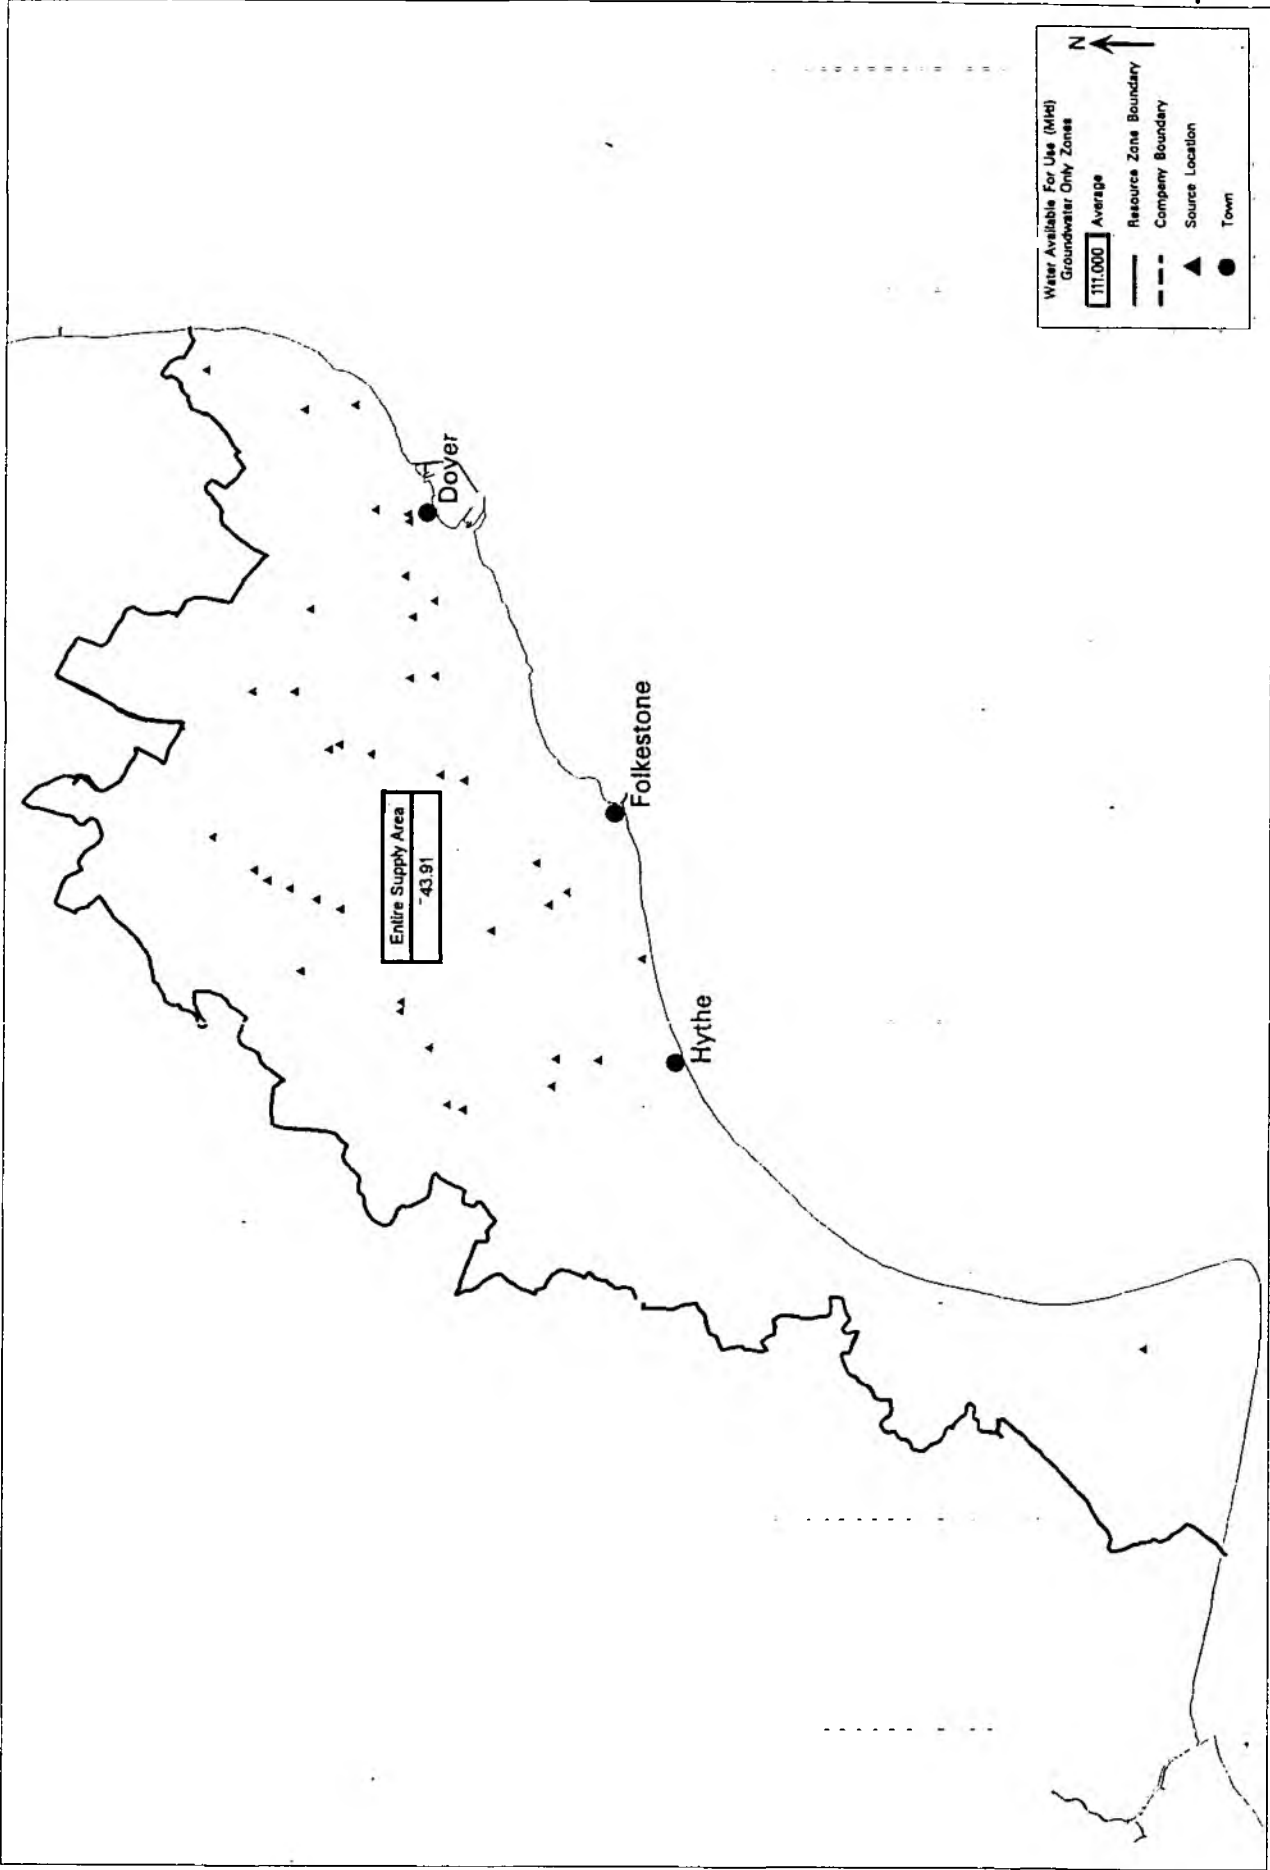 Entire Supply Area
43.91
Dover
Folkestone
Hythe
Water Available For Use (Ml/d)
Groundwater Only Zones
N
111.000 Average
Resource Zone Boundary
Company Boundary
Source Location
Town